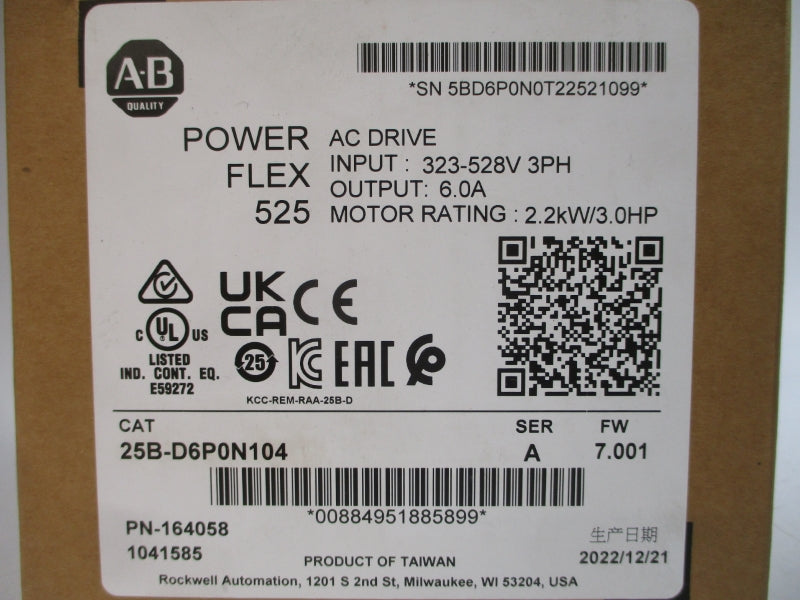 A-B
QUALITY
*SN 5BD6P0N0T22521099*
POWER
FLEX
525
AC DRIVE
INPUT : 323-528V 3PH
OUTPUT: 6.0A
MOTOR RATING : 2.2kW/3.0HP
UK
CA
CE
C UL US
LISTED
IND. CONT. EQ.
E59272
25
KC
EAC
KCC-REM-RAA-25B-D
CAT SER FW
25B-D6P0N104 A 7.001
*00884951885899*
PN-164058
1041585
生产日期
2022/12/21
PRODUCT OF TAIWAN
Rockwell Automation, 1201 S 2nd St, Milwaukee, WI 53204, USA